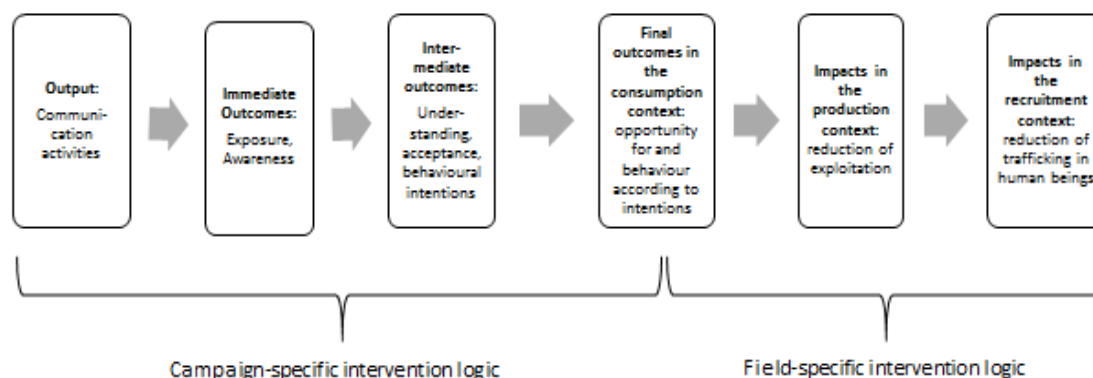 Output:
Communi-
cation
activities
Immediate
Outcomes:
Exposure,
Awareness
Inter-
mediate
outcomes:
Under-
standing,
acceptance,
behavioural
intentions
Final
outcomes in
the
consumption
context:
opportunity
for and
behaviour
according to
intentions
Impacts in
the
production
context:
reduction of
exploitation
Impacts in
the
recruitment
context:
reduction of
trafficking in
human beings
Campaign-specific intervention logic
Field-specific intervention logic